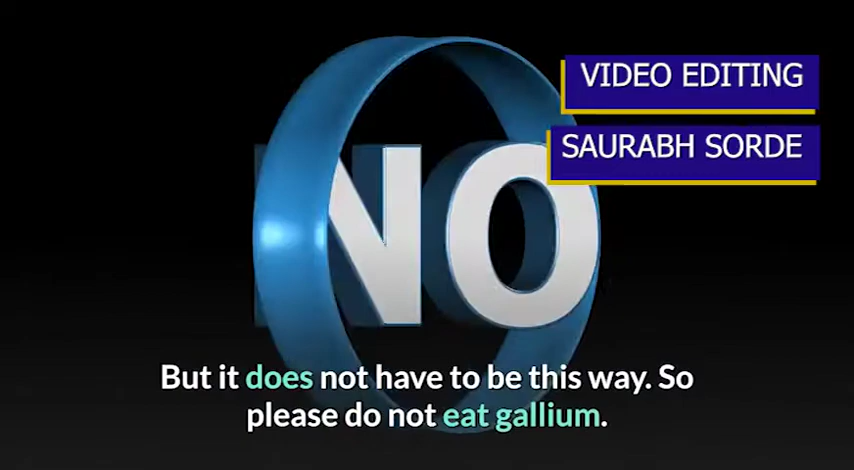 VIDEO EDITING
SAURABH SORDE
NO
But it does not have to be this way. So
please do not eat gallium.